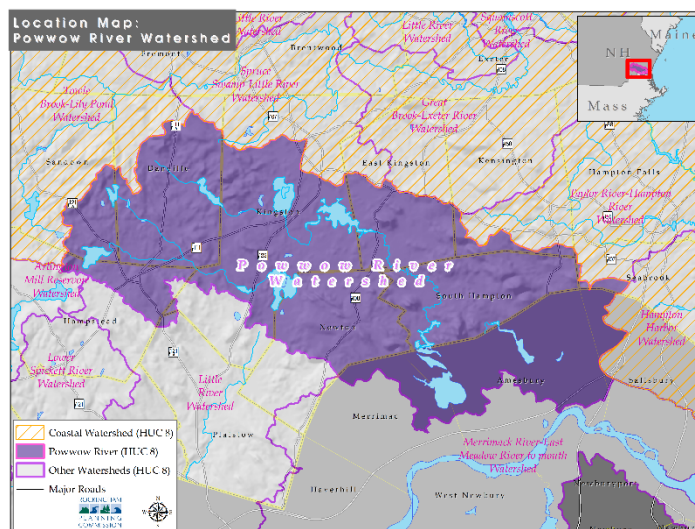 Location Map:
Powwow River Watershed
Little River
Watershed
Brentwood
Little River
Watershed
Watershed
Exeter
Maine
NH
Mass
Fremont
Spruce
Swamp Little River
Watershed
Towle
Brook-Lily Pond
Watershed
Great
Brook-Exeter River
Watershed
Sandown
Danville
East Kingston
Kensington
Hampton Falls
Taylor River-Hampton
River
Watershed
Kingston
Powwow River
Watershed
Seabrook
Mill Reservoir
Watershed
South Hampton
Hampton
Harbor
Watershed
Hampstead
Newton
Lower
Spickett River
Watershed
Little
River
Watershed
Amesbury
Salisbury
Plaistow
Merrimac
Merrimack River-East
Meadow River to mouth
Watershed
Haverhill
West Newbury
Newburyport
Coastal Watershed (HUC 8)
Powwow River (HUC 8)
Other Watersheds (HUC 8)
Major Roads
ROCKINGHAM
PLANNING
COMMISSION
N
W
E
S